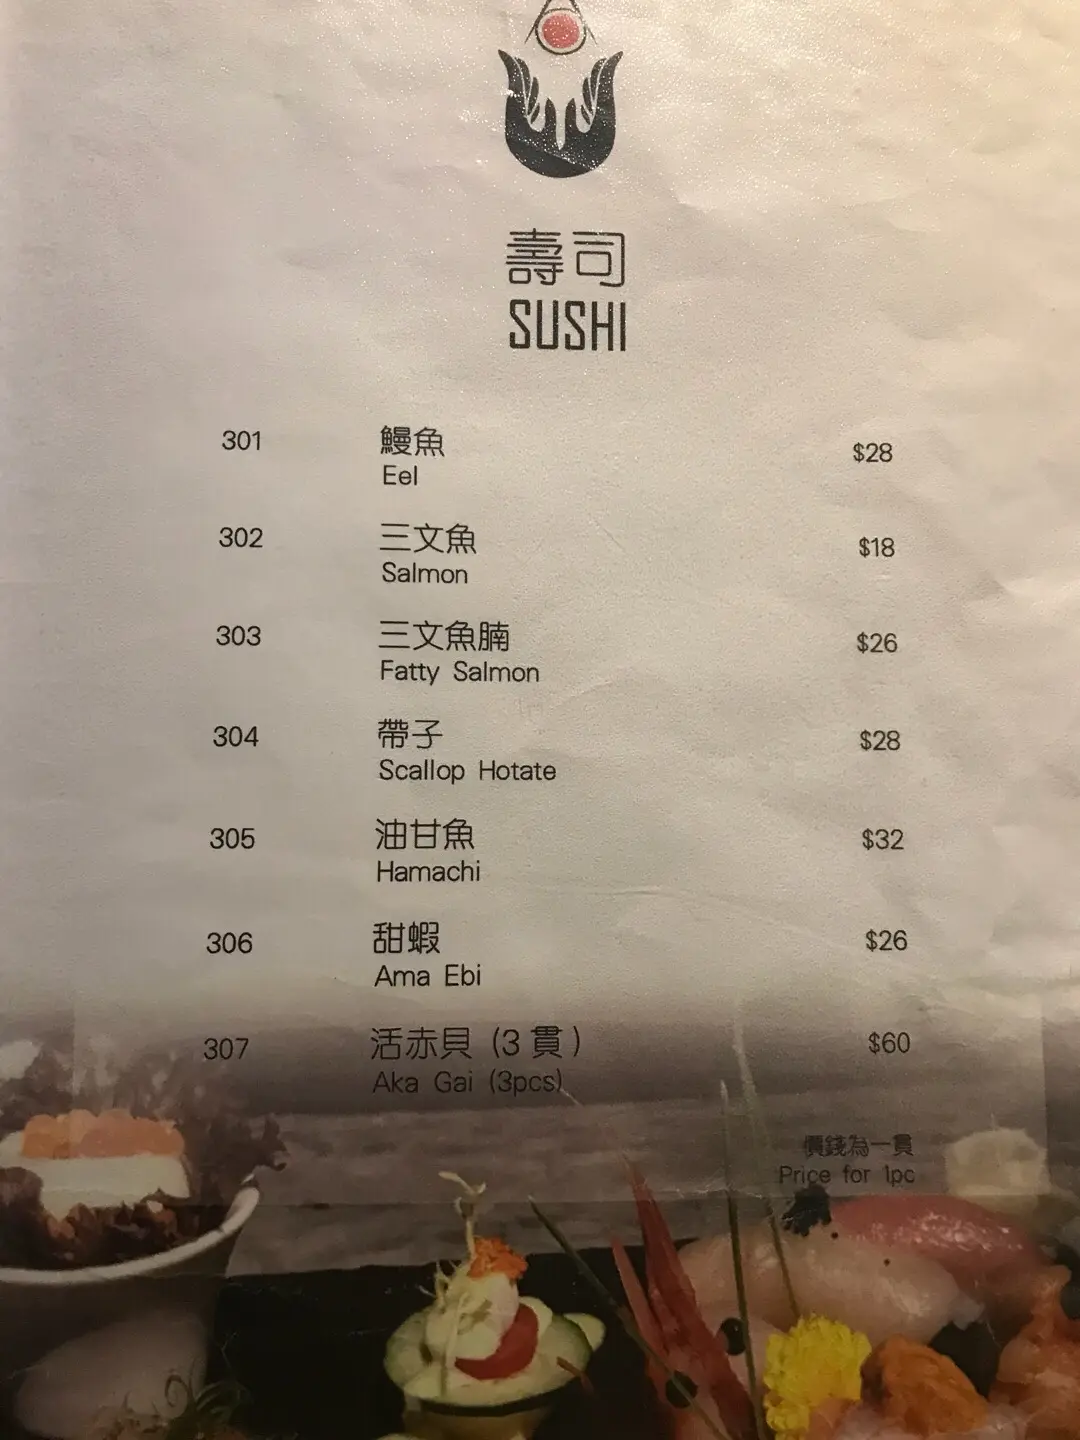 壽司
SUSHI
301 鰻魚 $28
Eel
302 三文魚 $18
Salmon
303 三文魚腩 $26
Fatty Salmon
304 帶子 $28
Scallop Hotate
305 油甘魚 $32
Hamachi
306 甜蝦 $26
Ama Ebi
307 活赤貝 (3貫) $60
Aka Gai (3pcs)
價錢為一貫
Price for 1pc